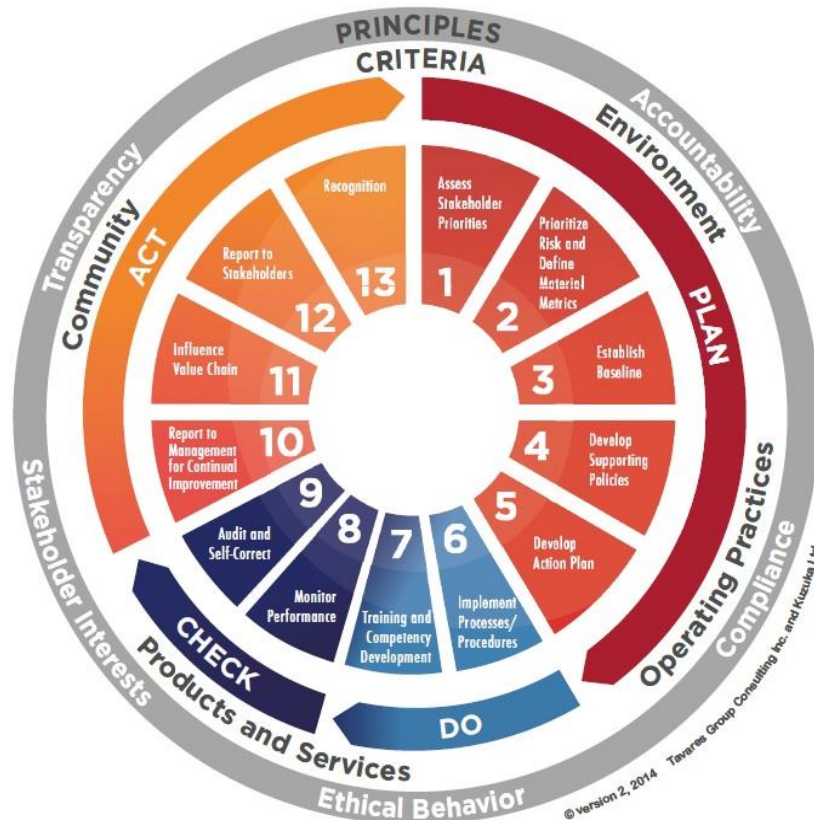 PRINCIPLES
CRITERIA
Accountability
Environment
Transparency
Community
ACT
PLAN
Recognition
13
Assess
Stakeholder
Priorities
1
Prioritize
Risk and
Define
Material
Metrics
2
Establish
Baseline
3
Develop
Supporting
Policies
4
Develop
Action Plan
5
Implement
Processes/
Procedures
6
Training and
Competency
Development
7
Monitor
Performance
8
Audit and
Self-Correct
9
Report to
Management
for Continual
Improvement
10
Influence
Value Chain
11
Report to
Stakeholders
12
Operating Practices
Compliance
DO
CHECK
Products and Services
Stakeholder Interests
Ethical Behavior
© version 2, 2014 Tavares Group Consulting Inc. and Kuzuka Ltd.